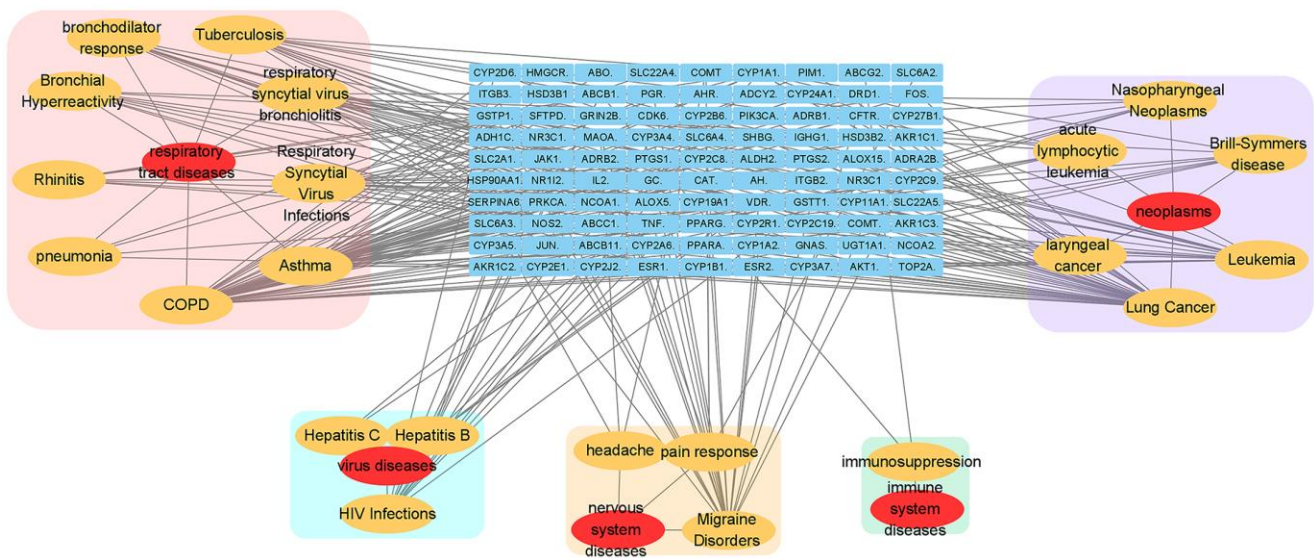 bronchodilator
response
Tuberculosis
Bronchial
Hyperreactivity
respiratory
syncytial virus
bronchiolitis
respiratory
tract diseases
Respiratory
Syncytial
Virus
Infections
Rhinitis
pneumonia
Asthma
COPD
CYP2D6. HMGCR. ABO. SLC22A4. COMT CYP1A1. PIM1. ABCG2. SLC6A2.
ITGB3. HSD3B1 ABCB1. PGR. AHR. ADCY2. CYP24A1. DRD1. FOS.
GSTP1. SFTPD. GRIN2B. CDK6. CYP2B6. PIK3CA. ADRB1. CFTR. CYP27B1.
ADH1C. NR3C1. MAOA. CYP3A4. SLC6A4. SHBG. IGHG1. HSD3B2. AKR1C1.
SLC2A1. JAK1. ADRB2. PTGS1. CYP2C8. ALDH2. PTGS2. ALOX15. ADRA2B.
HSP90AA1. NR1I2. IL2. GC. CAT. AH. ITGB2. NR3C1 CYP2C9.
SERPINA6. PRKCA. NCOA1. ALOX5. CYP19A1 VDR. GSTT1. CYP11A1. SLC22A5.
SLC6A3. NOS2. ABCC1. TNF. PPARG. CYP2R1. CYP2C19. COMT. AKR1C3.
CYP3A5. JUN. ABCB11. CYP2A6. PPARA. CYP1A2. GNAS. UGT1A1. NCOA2.
AKR1C2. CYP2E1. CYP2J2. ESR1. CYP1B1. ESR2. CYP3A7. AKT1. TOP2A.
Nasopharyngeal
Neoplasms
acute
lymphocytic
leukemia
Brill-Symmers
disease
neoplasms
laryngeal
cancer
Leukemia
Lung Cancer
Hepatitis C
Hepatitis B
virus diseases
HIV Infections
headache
pain response
nervous
system
diseases
Migraine
Disorders
immunosuppression
immune
system
diseases